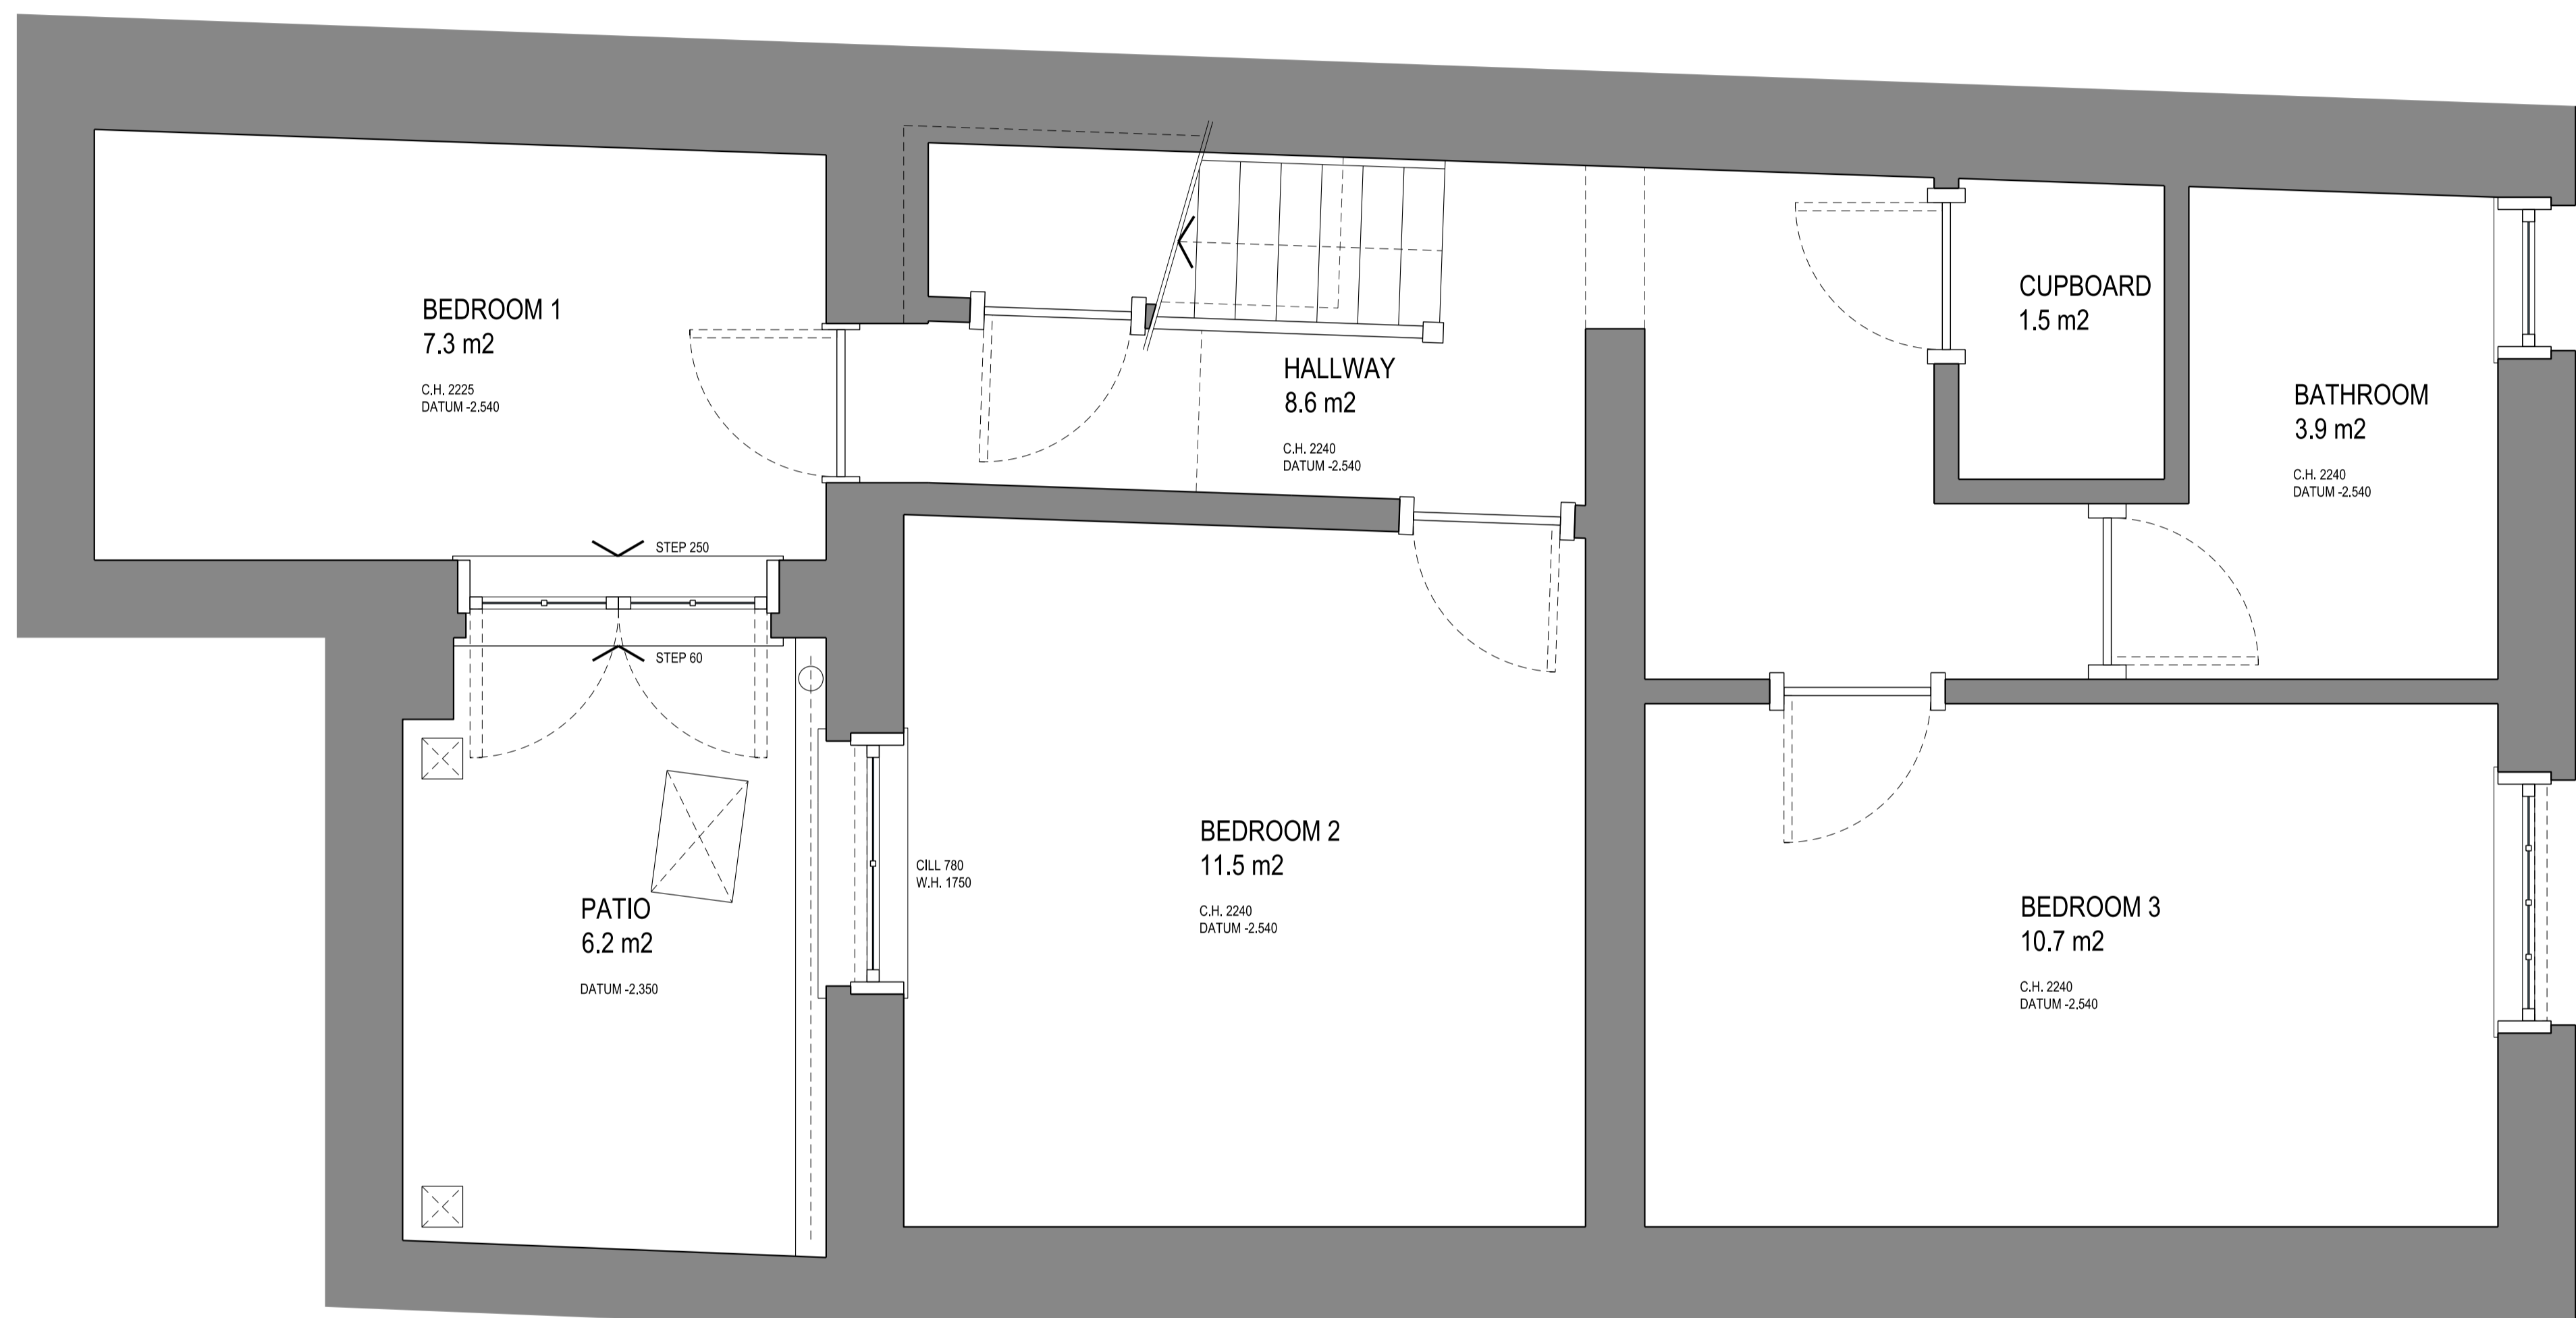 BEDROOM 1
7.3 m2
C.H. 2225
DATUM -2.540
HALLWAY
8.6 m2
C.H. 2240
DATUM -2.540
CUPBOARD
1.5 m2
BATHROOM
3.9 m2
C.H. 2240
DATUM -2.540
STEP 250
STEP 60
PATIO
6.2 m2
DATUM -2.350
CILL 780
W.H. 1750
BEDROOM 2
11.5 m2
C.H. 2240
DATUM -2.540
BEDROOM 3
10.7 m2
C.H. 2240
DATUM -2.540